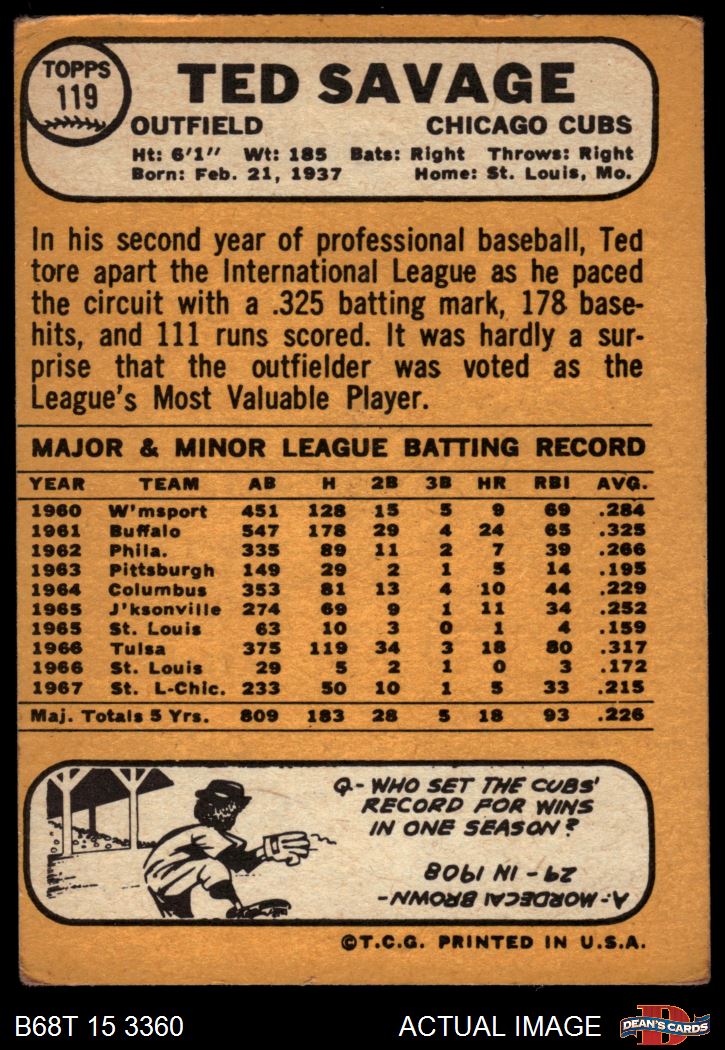 TOPPS
119
TED SAVAGE
OUTFIELD CHICAGO CUBS
Ht: 6'1" Wt: 185 Bats: Right Throws: Right
Born: Feb. 21, 1937 Home: St. Louis, Mo.
In his second year of professional baseball, Ted
tore apart the International League as he paced
the circuit with a .325 batting mark, 178 base-
hits, and 111 runs scored. It was hardly a sur-
prise that the outfielder was voted as the
League's Most Valuable Player.
MAJOR & MINOR LEAGUE BATTING RECORD
YEAR TEAM AB H 2B 3B HR RBI AVG.
1960 W'msport 451 128 15 5 9 69 .284
1961 Buffalo 547 178 29 4 24 65 .325
1962 Phila. 335 89 11 2 7 39 .266
1963 Pittsburgh 149 29 2 1 5 14 .195
1964 Columbus 353 81 13 4 10 44 .229
1965 J'ksonville 274 69 9 1 11 34 .252
1965 St. Louis 63 10 3 0 1 4 .159
1966 Tulsa 375 119 34 3 18 80 .317
1966 St. Louis 29 5 2 1 0 3 .172
1967 St. L-Chic. 233 50 10 1 5 33 .215
Maj. Totals 5 Yrs. 809 183 28 5 18 93 .226
Q- WHO SET THE CUBS'
RECORD FOR WINS
IN ONE SEASON?
A- MORDECAI BROWN-
29 - IN 1908
©T.C.G. PRINTED IN U.S.A.
B68T 15 3360 ACTUAL IMAGE
D
DEAN'S CARDS